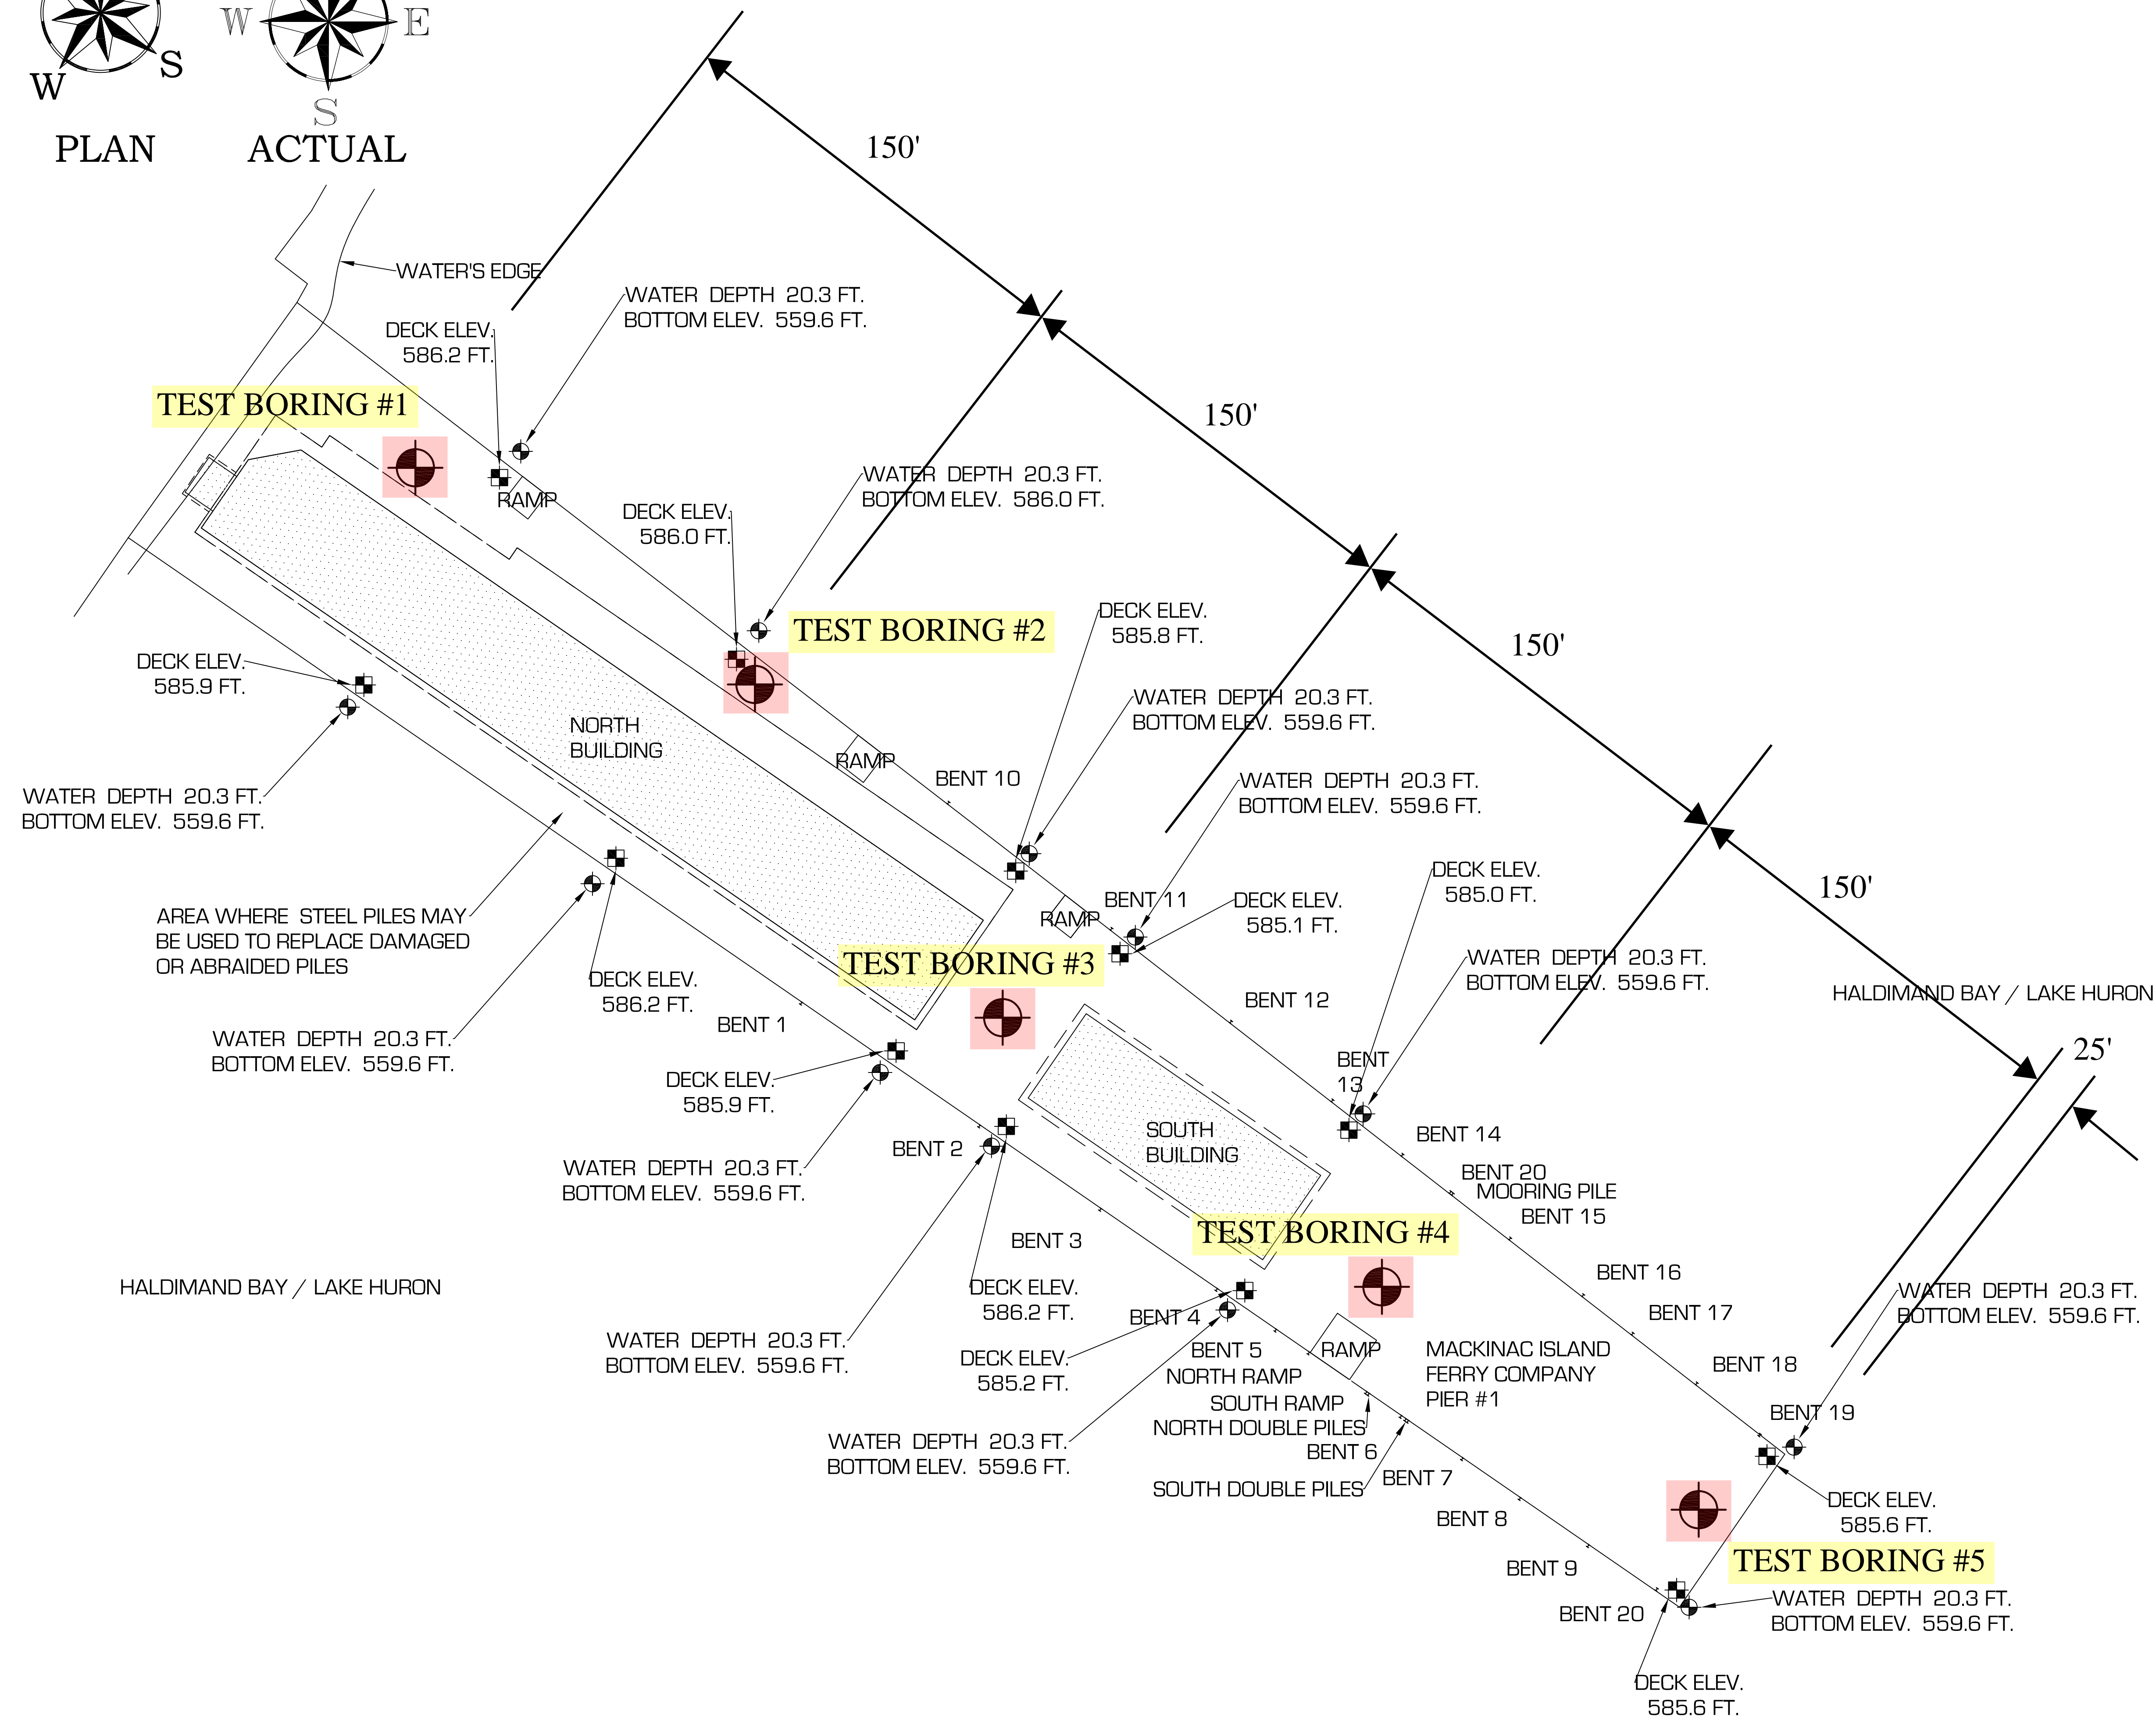 W
S
PLAN
W
E
S
ACTUAL
150'
WATER'S EDGE
WATER DEPTH 20.3 FT.
BOTTOM ELEV. 559.6 FT.
DECK ELEV.
586.2 FT.
TEST BORING #1
RAMP
150'
WATER DEPTH 20.3 FT.
BOTTOM ELEV. 586.0 FT.
DECK ELEV.
586.0 FT.
TEST BORING #2
DECK ELEV.
585.8 FT.
150'
DECK ELEV.
585.9 FT.
WATER DEPTH 20.3 FT.
BOTTOM ELEV. 559.6 FT.
NORTH
BUILDING
RAMP
BENT 10
WATER DEPTH 20.3 FT.
BOTTOM ELEV. 559.6 FT.
WATER DEPTH 20.3 FT.
BOTTOM ELEV. 559.6 FT.
DECK ELEV.
585.0 FT.
150'
AREA WHERE STEEL PILES MAY
BE USED TO REPLACE DAMAGED
OR ABRAIDED PILES
BENT 11
RAMP
DECK ELEV.
585.1 FT.
TEST BORING #3
WATER DEPTH 20.3 FT.
BOTTOM ELEV. 559.6 FT.
HALDIMAND BAY / LAKE HURON
DECK ELEV.
586.2 FT.
BENT 1
BENT 12
WATER DEPTH 20.3 FT.
BOTTOM ELEV. 559.6 FT.
25'
BENT
13
DECK ELEV.
585.9 FT.
SOUTH
BUILDING
BENT 14
BENT 2
WATER DEPTH 20.3 FT.
BOTTOM ELEV. 559.6 FT.
BENT 20
MOORING PILE
BENT 15
TEST BORING #4
BENT 3
HALDIMAND BAY / LAKE HURON
DECK ELEV.
586.2 FT.
BENT 16
WATER DEPTH 20.3 FT.
BOTTOM ELEV. 559.6 FT.
BENT 4
BENT 17
WATER DEPTH 20.3 FT.
BOTTOM ELEV. 559.6 FT.
DECK ELEV.
585.2 FT.
BENT 5
RAMP
MACKINAC ISLAND
FERRY COMPANY
PIER #1
BENT 18
NORTH RAMP
SOUTH RAMP
NORTH DOUBLE PILES
BENT 19
WATER DEPTH 20.3 FT.
BOTTOM ELEV. 559.6 FT.
BENT 6
BENT 7
SOUTH DOUBLE PILES
DECK ELEV.
585.6 FT.
BENT 8
TEST BORING #5
BENT 9
WATER DEPTH 20.3 FT.
BOTTOM ELEV. 559.6 FT.
BENT 20
DECK ELEV.
585.6 FT.